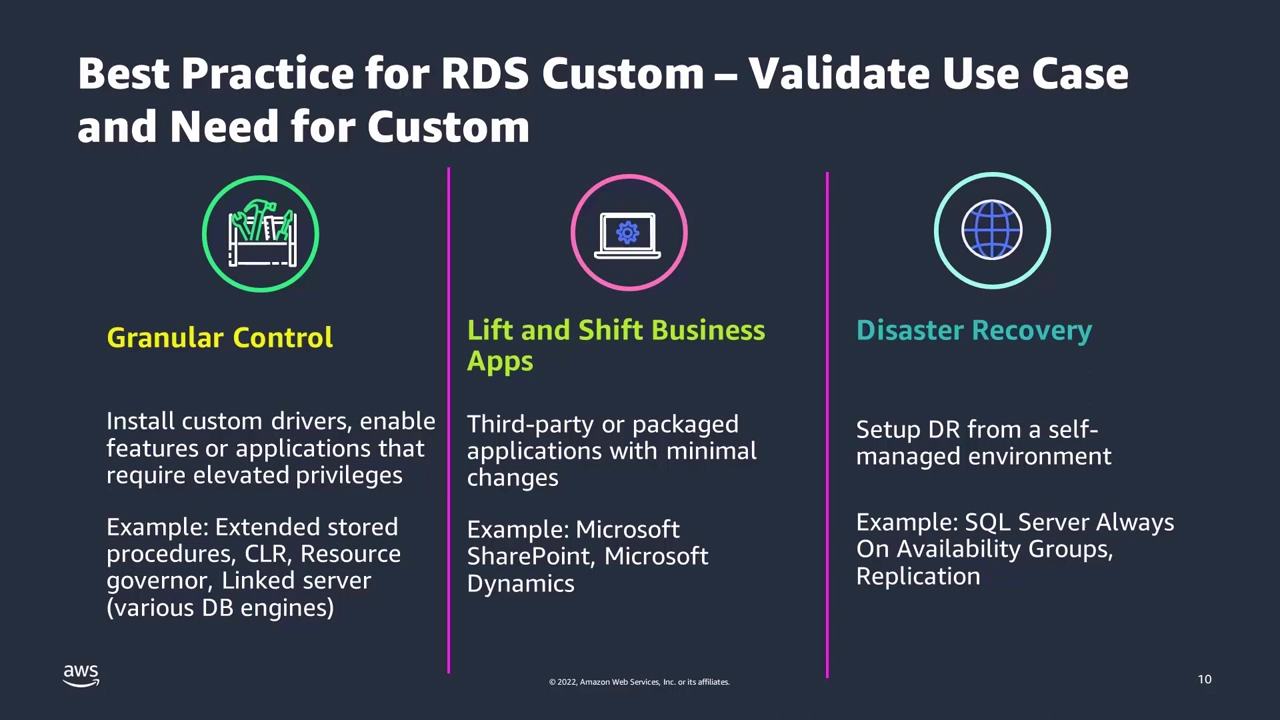 Best Practice for RDS Custom – Validate Use Case
and Need for Custom
Granular Control
Install custom drivers, enable
features or applications that
require elevated privileges
Example: Extended stored
procedures, CLR, Resource
governor, Linked server
(various DB engines)
Lift and Shift Business
Apps
Third-party or packaged
applications with minimal
changes
Example: Microsoft
SharePoint, Microsoft
Dynamics
Disaster Recovery
Setup DR from a self-
managed environment
Example: SQL Server Always
On Availability Groups,
Replication
aws
© 2022, Amazon Web Services, Inc. or its affiliates.
10